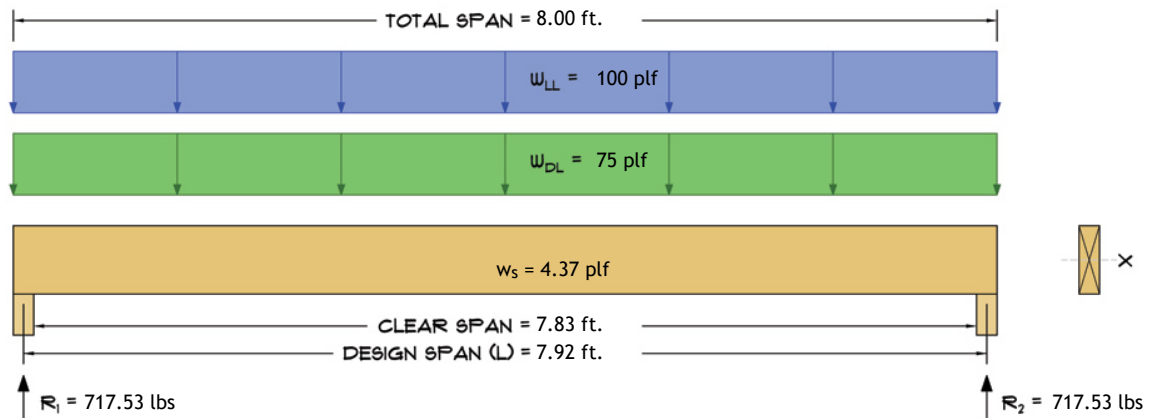 TOTAL SPAN = 8.00 ft.
WLL = 100 plf
WDL = 75 plf
ws = 4.37 plf
X
CLEAR SPAN = 7.83 ft.
DESIGN SPAN (L) = 7.92 ft.
R1 = 717.53 lbs
R2 = 717.53 lbs